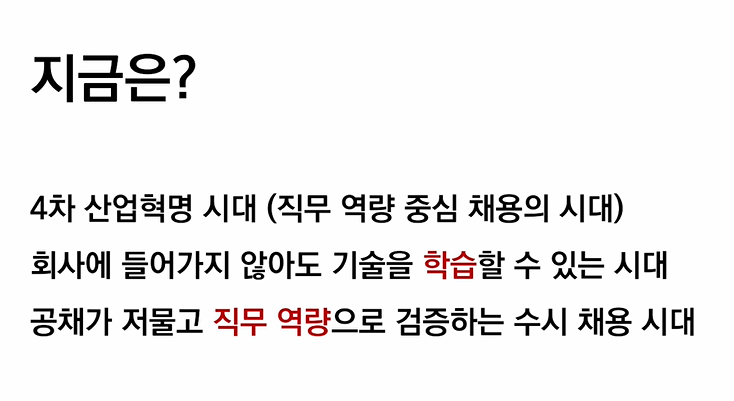 지금은?
4차 산업혁명 시대 (직무 역량 중심 채용의 시대)
회사에 들어가지 않아도 기술을 학습할 수 있는 시대
공채가 저물고 직무 역량으로 검증하는 수시 채용 시대